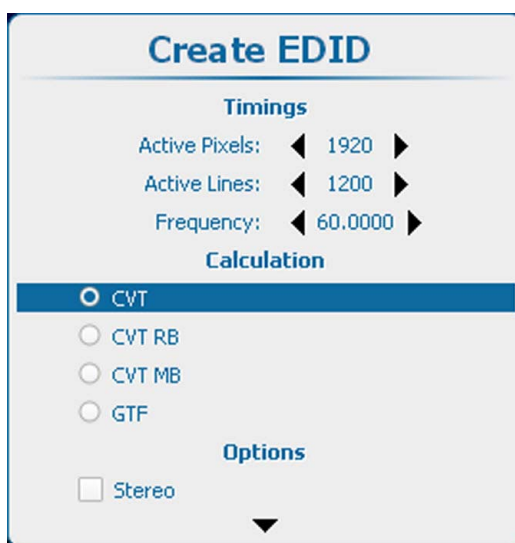 Create EDID
Timings
Active Pixels: 1920
Active Lines: 1200
Frequency: 60.0000
Calculation
CVT
CVT RB
CVT MB
GTF
Options
Stereo